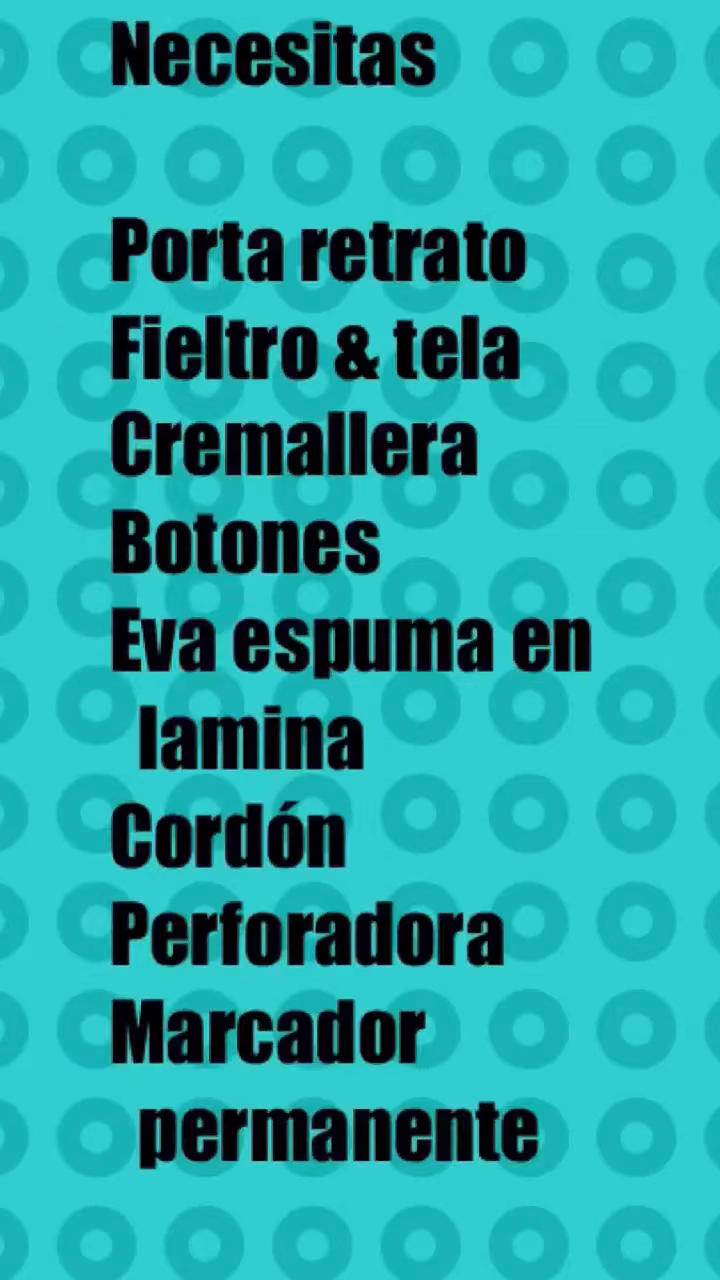 Necesitas
Porta retrato
Fieltro & tela
Cremallera
Botones
Eva espuma en
lamina
Cordón
Perforadora
Marcador
permanente